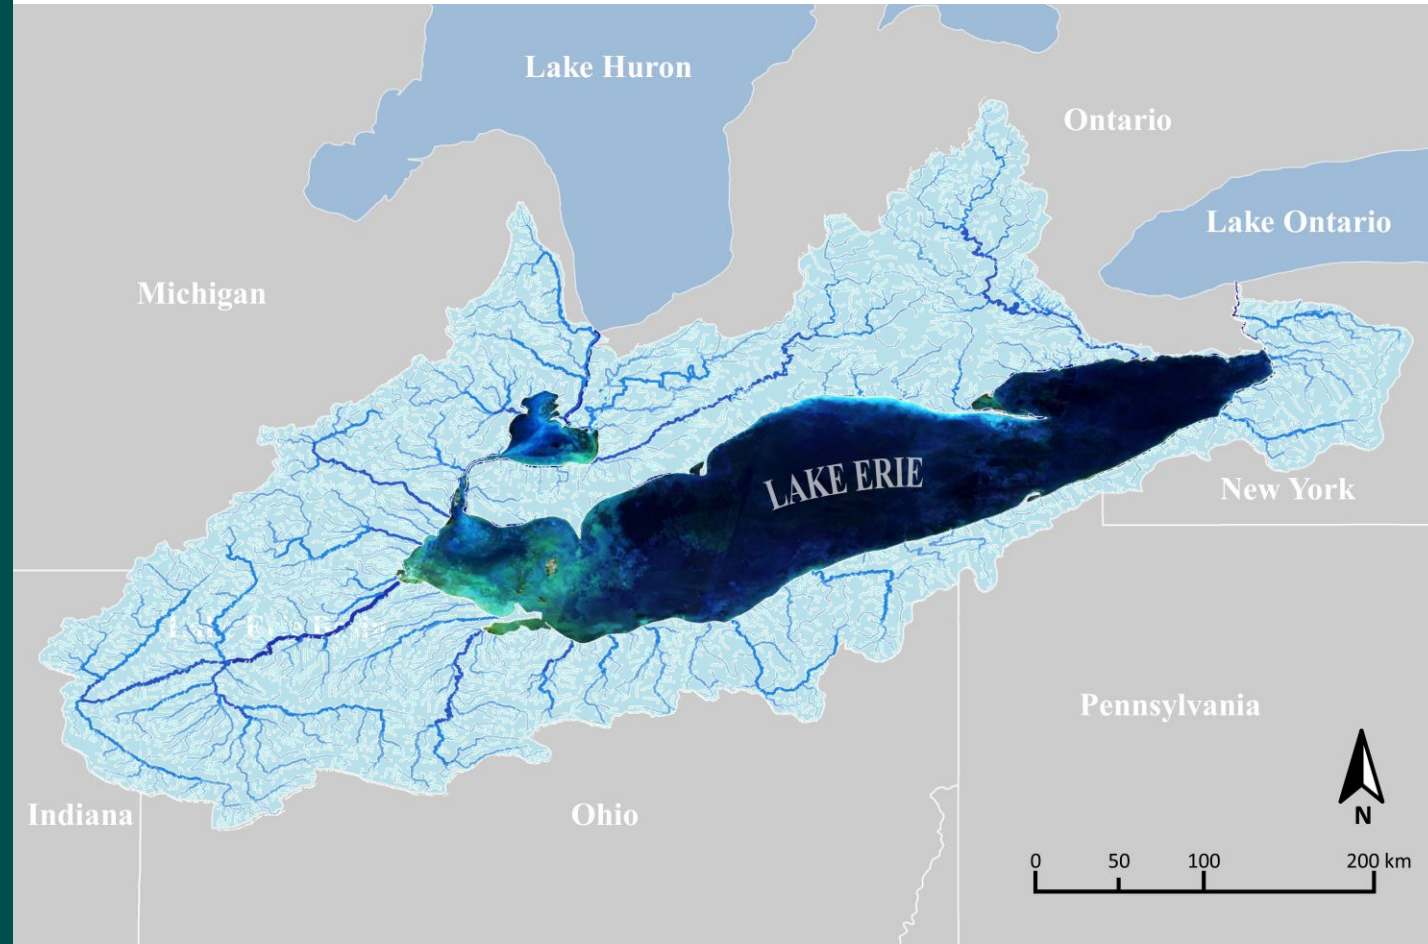 Lake Huron
Ontario
Lake Ontario
Michigan
LAKE ERIE
New York
Pennsylvania
Indiana
Ohio
N
0 50 100 200 km